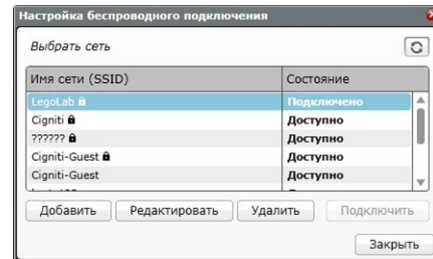 Настройка беспроводного подключения
Выбрать сеть
Имя сети (SSID) Состояние
LegoLab Подключено
Cigniti Доступно
?????? Доступно
Cigniti-Guest Доступно
Cigniti-Guest Доступно
Добавить Редактировать Удалить Подключить
Закрыть